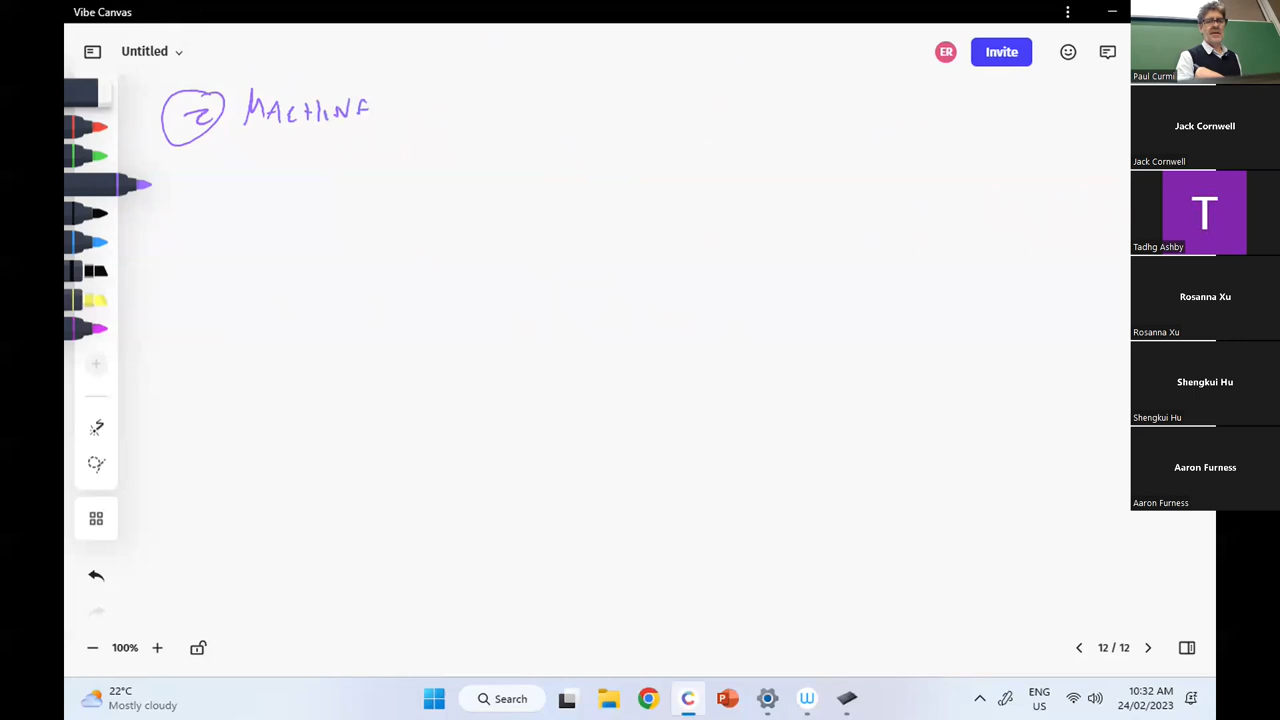 Vibe Canvas
Untitled
ER
Invite
2 MACHINE
Paul Curmi
Jack Cornwell
Jack Cornwell
T
Tadhg Ashby
Rosanna Xu
Rosanna Xu
Shengkui Hu
Shengkui Hu
Aaron Furness
Aaron Furness
100%
12 / 12
22°C
Mostly cloudy
Search
ENG
US
10:32 AM
24/02/2023